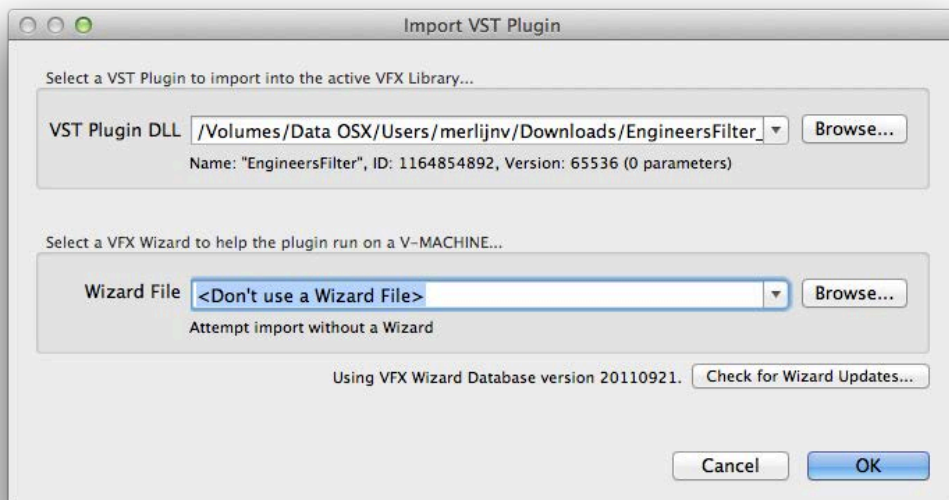 Import VST Plugin
Select a VST Plugin to import into the active VFX Library...
VST Plugin DLL /Volumes/Data OSX/Users/merlijnv/Downloads/EngineersFilter_ Browse...
Name: "EngineersFilter", ID: 1164854892, Version: 65536 (0 parameters)
Select a VFX Wizard to help the plugin run on a V-MACHINE...
Wizard File <Don't use a Wizard File> Browse...
Attempt import without a Wizard
Using VFX Wizard Database version 20110921. Check for Wizard Updates...
Cancel OK